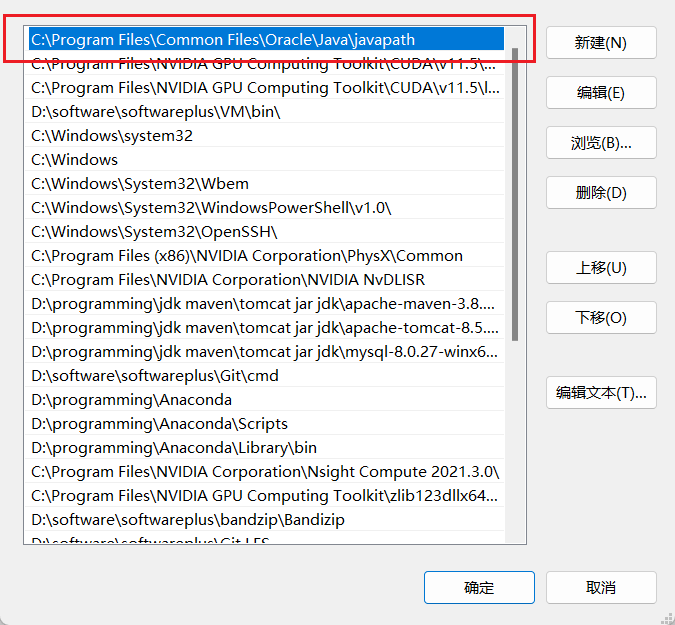 C:\Program Files\Common Files\Oracle\Java\javapath
C:\Program Files\NVIDIA GPU Computing Toolkit\CUDA\v11.5\...
C:\Program Files\NVIDIA GPU Computing Toolkit\CUDA\v11.5\l...
D:\software\softwareplus\VM\bin\
C:\Windows\system32
C:\Windows
C:\Windows\System32\Wbem
C:\Windows\System32\WindowsPowerShell\v1.0\
C:\Windows\System32\OpenSSH\
C:\Program Files (x86)\NVIDIA Corporation\PhysX\Common
C:\Program Files\NVIDIA Corporation\NVIDIA NvDLISR
D:\programming\jdk maven\tomcat jar jdk\apache-maven-3.8....
D:\programming\jdk maven\tomcat jar jdk\apache-tomcat-8.5....
D:\programming\jdk maven\tomcat jar jdk\mysql-8.0.27-winx6...
D:\software\softwareplus\Git\cmd
D:\programming\Anaconda
D:\programming\Anaconda\Scripts
D:\programming\Anaconda\Library\bin
C:\Program Files\NVIDIA Corporation\Nsight Compute 2021.3.0\
C:\Program Files\NVIDIA GPU Computing Toolkit\zlib123dllx64...
D:\software\softwareplus\bandzip\Bandizip
D:\software\softwareplus\Git LFS
新建(N)
编辑(E)
浏览(B)...
删除(D)
上移(U)
下移(O)
编辑文本(T)...
确定
取消